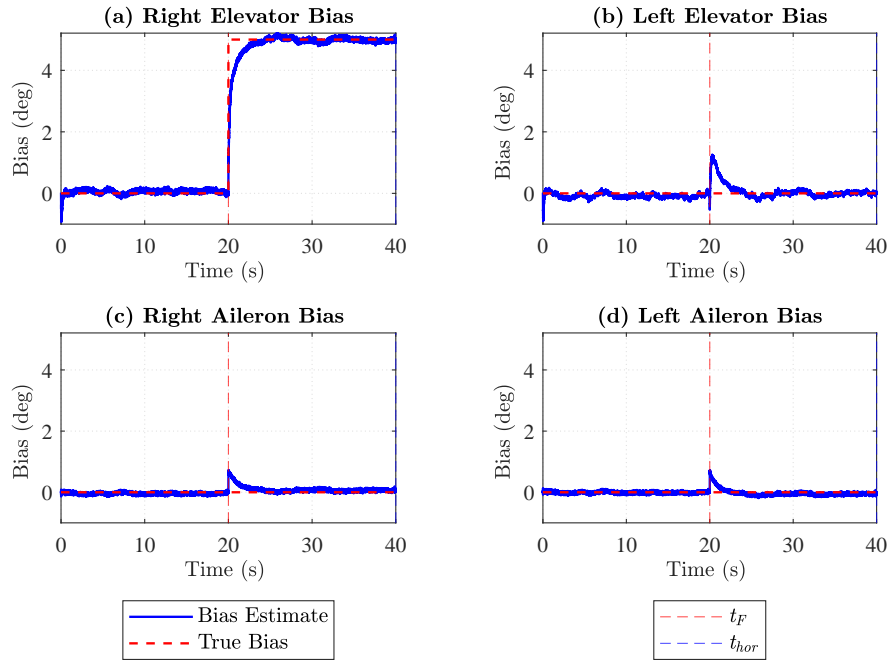 (a) Right Elevator Bias
4
2
0
Bias (deg)
0 10 20 30 40
Time (s)
(b) Left Elevator Bias
4
2
0
Bias (deg)
0 10 20 30 40
Time (s)
(c) Right Aileron Bias
4
2
0
Bias (deg)
0 10 20 30 40
Time (s)
(d) Left Aileron Bias
4
2
0
Bias (deg)
0 10 20 30 40
Time (s)
Bias Estimate
True Bias
t_F
t_hor